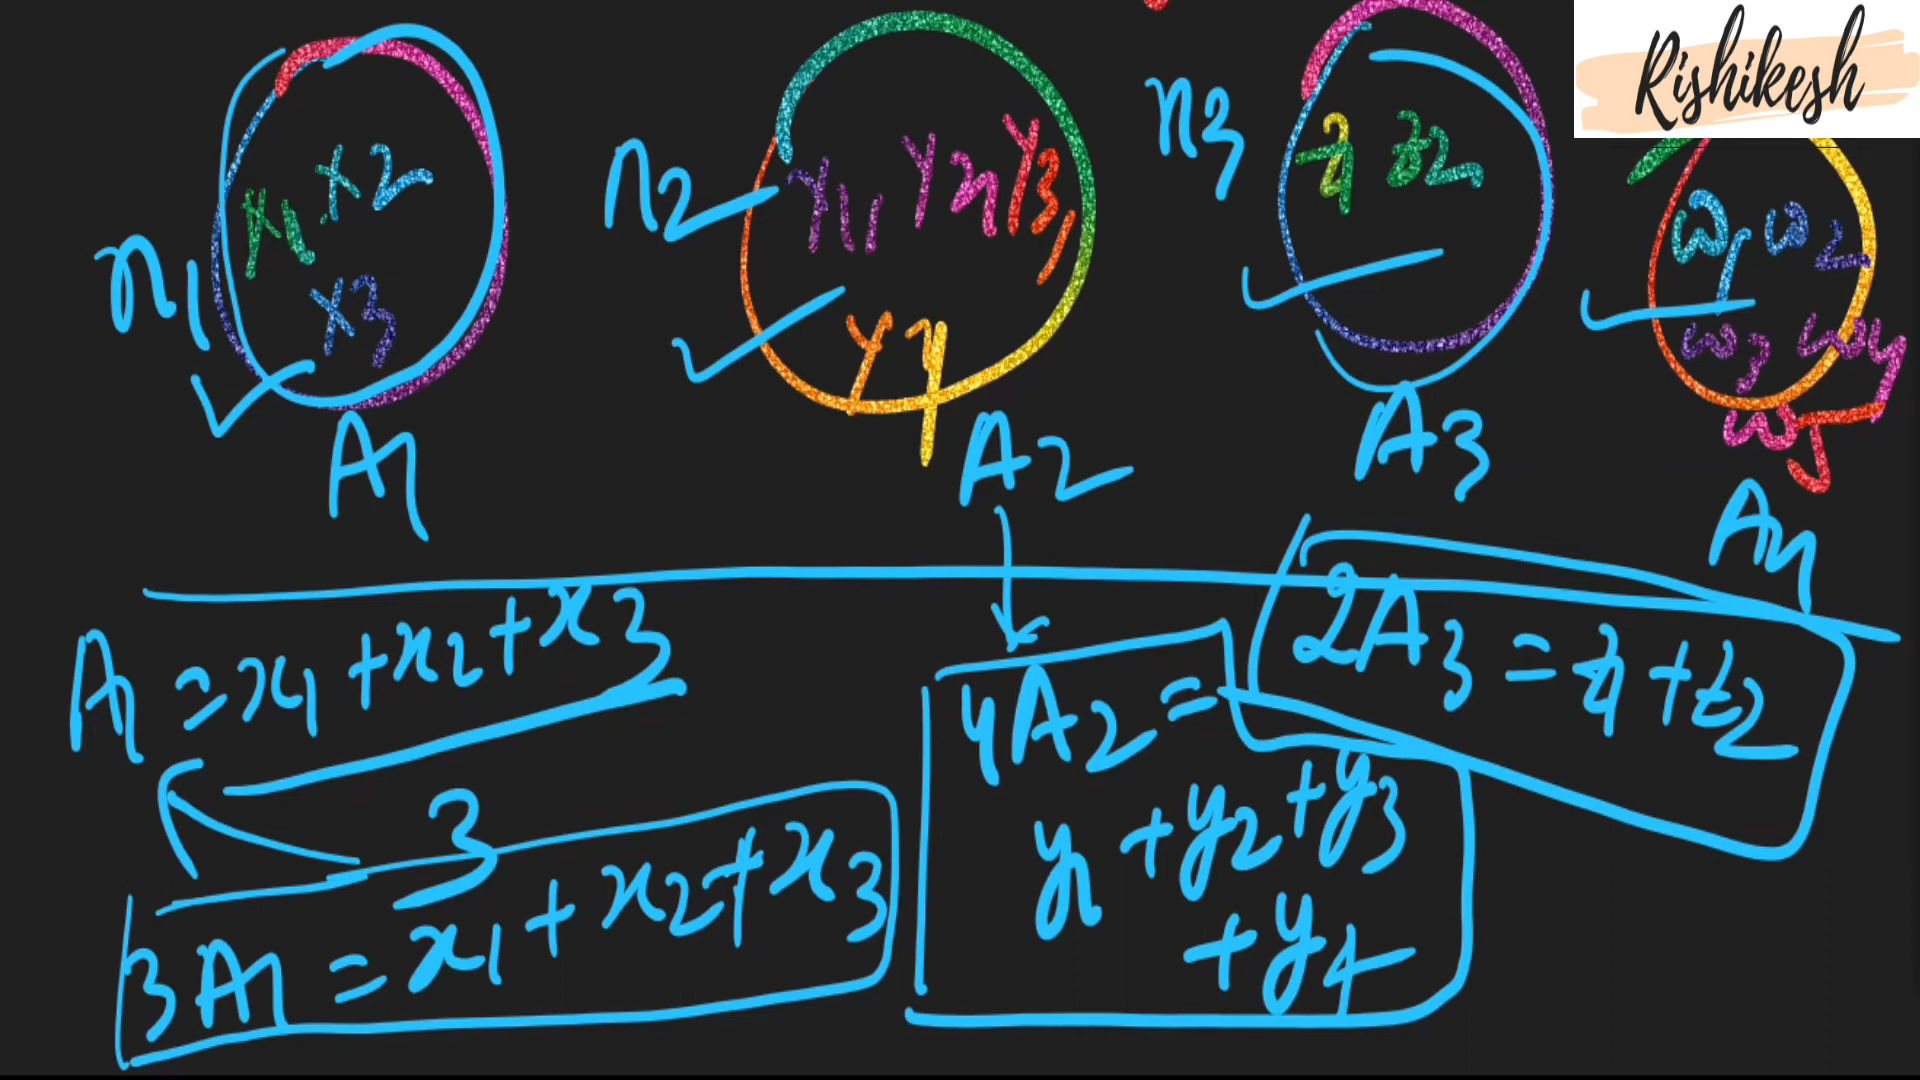 Rishikesh
n1
x1 x2
x3
A1
n2
y1 y2 y3,
y4
A2
n3
z1 z2
A3
w1 w2
w3 w4
w5
A4
A1 = x1 + x2 + x3
3
3A1 = x1 + x2 + x3
4A2 =
y1 + y2 + y3
+ y4
2A3 = z1 + z2